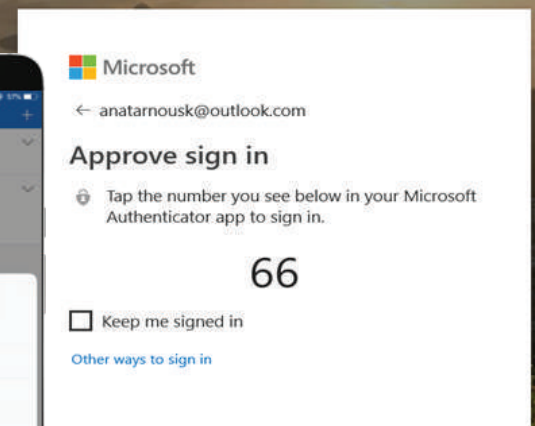 Microsoft
← anatarnousk@outlook.com
Approve sign in
Tap the number you see below in your Microsoft
Authenticator app to sign in.
66
Keep me signed in
Other ways to sign in
57%